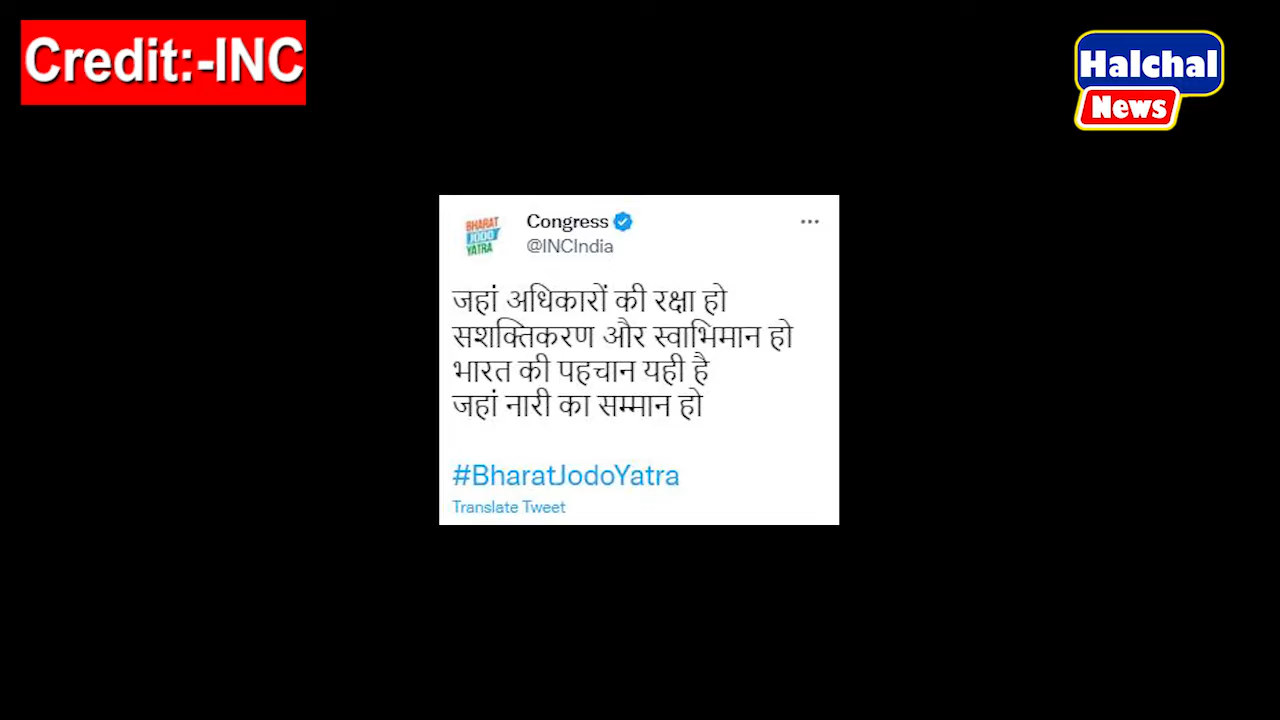 Credit:-INC
Halchal
News
BHARAT
JODO
YATRA
Congress
@INCIndia
जहां अधिकारों की रक्षा हो
सशक्तिकरण और स्वाभिमान हो
भारत की पहचान यही है
जहां नारी का सम्मान हो
#BharatJodoYatra
Translate Tweet